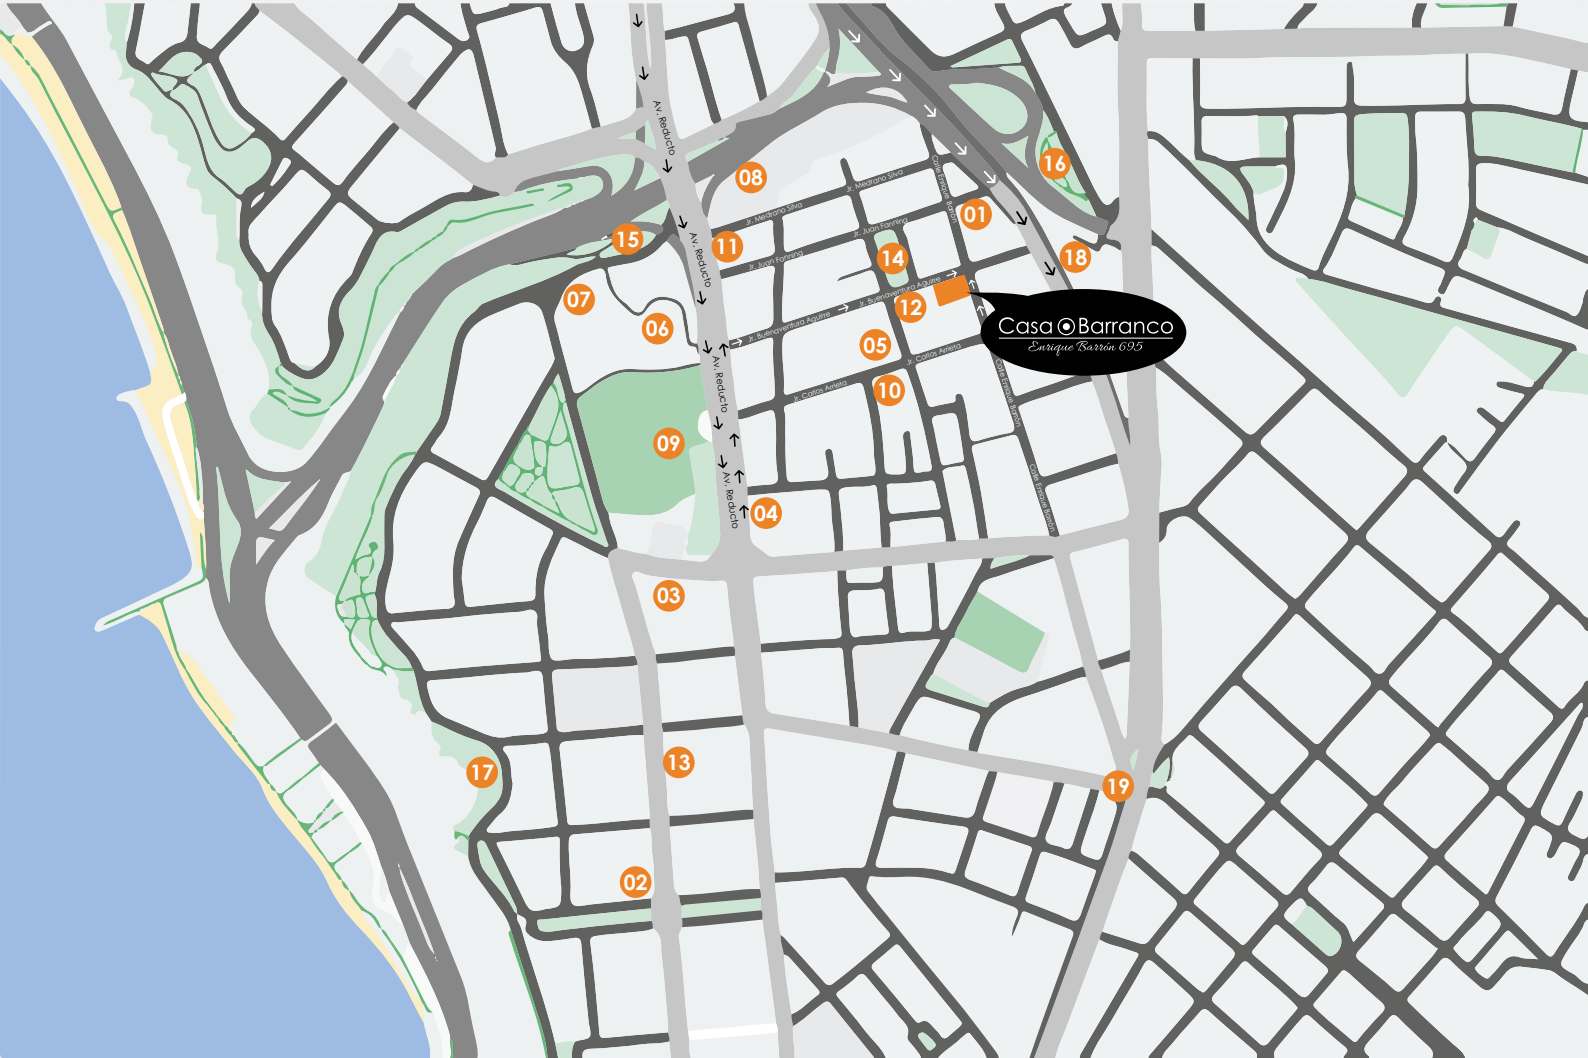 Av. Reducto
16
Calle Enrique Barrón
08
Jr. Medrano Silva
Jr. Medrano Silva
01
Jr. Juan Fanning
Jr. Juan Fanning
15
11
Av. Reducto
14
18
07
Jr. Buenaventura Aguirre
12
06
Jr. Buenaventura Aguirre
Casa Barranco
Enrique Barrón 695
05
Jr. Carlos Arrieta
Jr. Carlos Arrieta
10
Av. Reducto
Calle Enrique Barrón
09
Calle Enrique Barrón
Av. Reducto
04
03
13
17
19
02